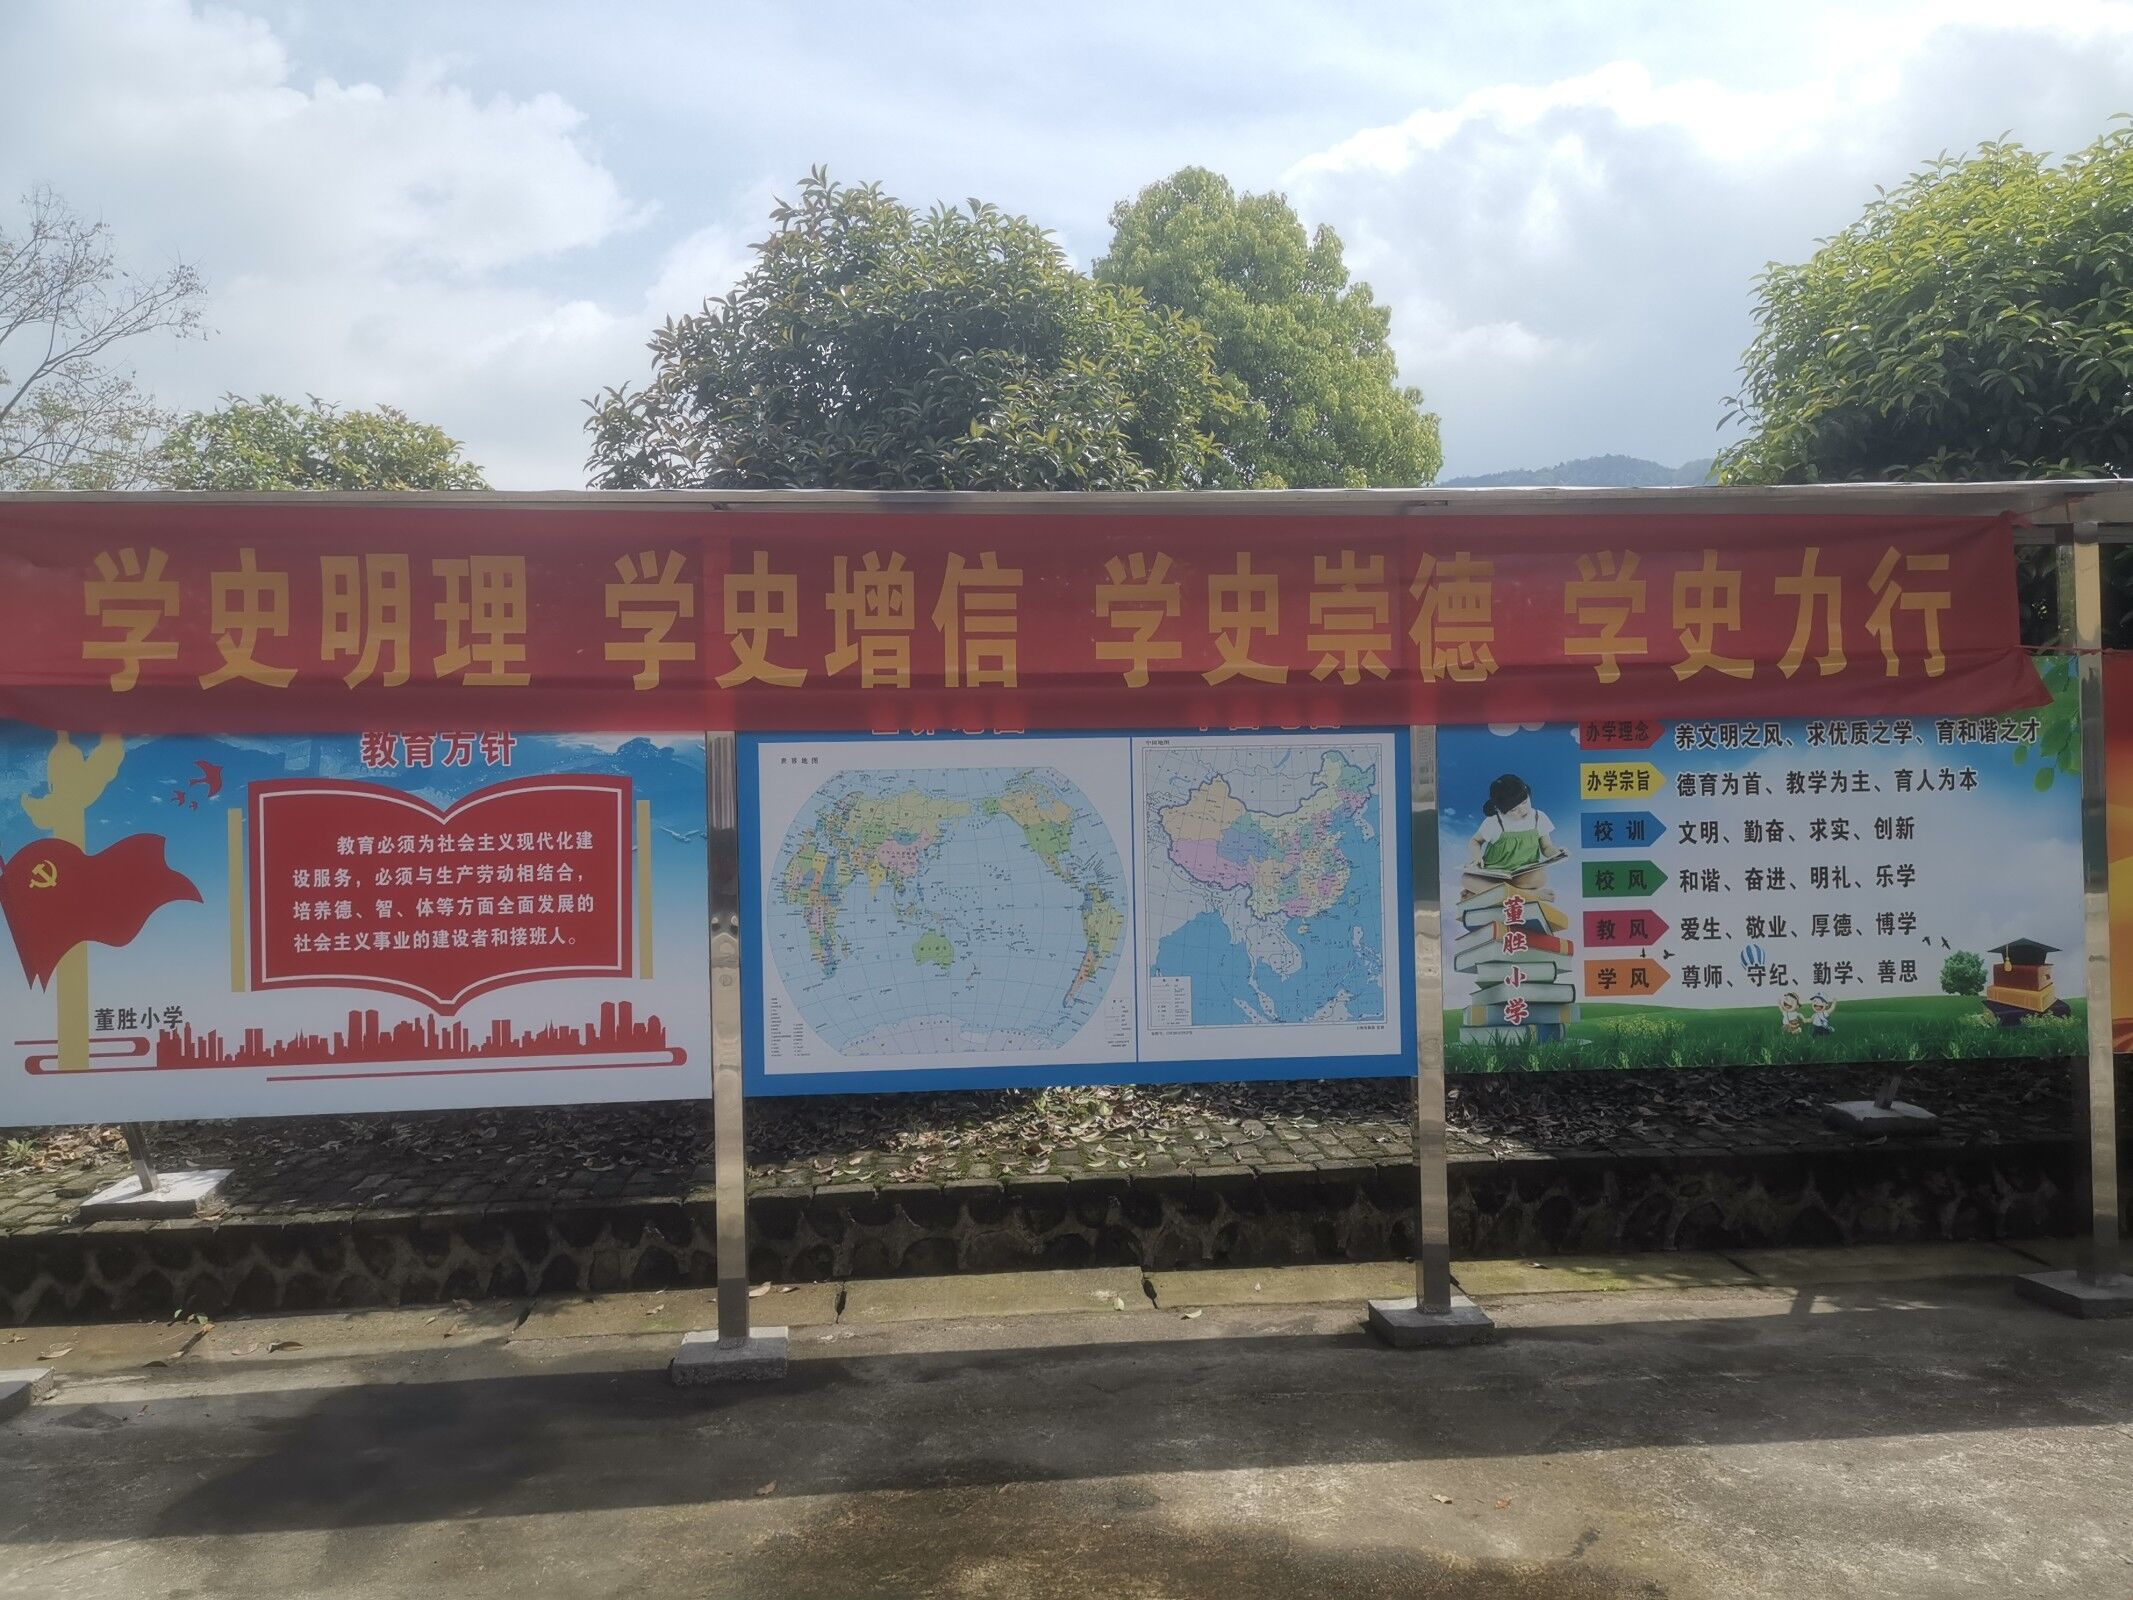 学史明理 学史增信 学史崇德 学史力行
教育方针
教育必须为社会主义现代化建
设服务，必须与生产劳动相结合，
培养德、智、体等方面全面发展的
社会主义事业的建设者和接班人。
董胜小学
世界地图
中国地图
董胜小学
办学理念 养文明之风、求优质之学、育和谐之才
办学宗旨 德育为首、教学为主、育人为本
校训 文明、勤奋、求实、创新
校风 和谐、奋进、明礼、乐学
教风 爱生、敬业、厚德、博学
学风 尊师、守纪、勤学、善思